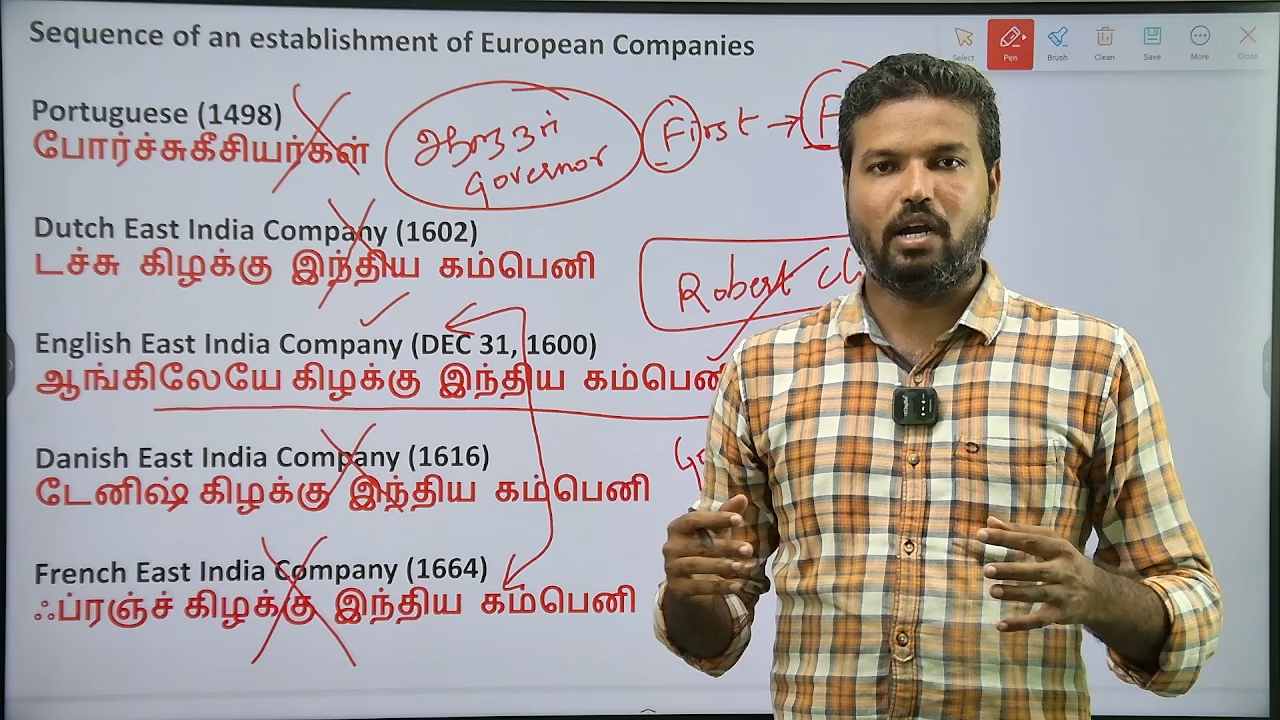 Sequence of an establishment of European Companies
Select Pen Brush Clean Save More Close
Portuguese (1498)
போர்ச்சுகீசியர்கள்
ஆளுநர்
Governor
First → F
Dutch East India Company (1602)
டச்சு கிழக்கு இந்திய கம்பெனி
Robert Cli
English East India Company (DEC 31, 1600)
ஆங்கிலேயே கிழக்கு இந்திய கம்பெனி
Danish East India Company (1616)
டேனிஷ் கிழக்கு இந்திய கம்பெனி
French East India Company (1664)
ஃப்ரஞ்ச் கிழக்கு இந்திய கம்பெனி